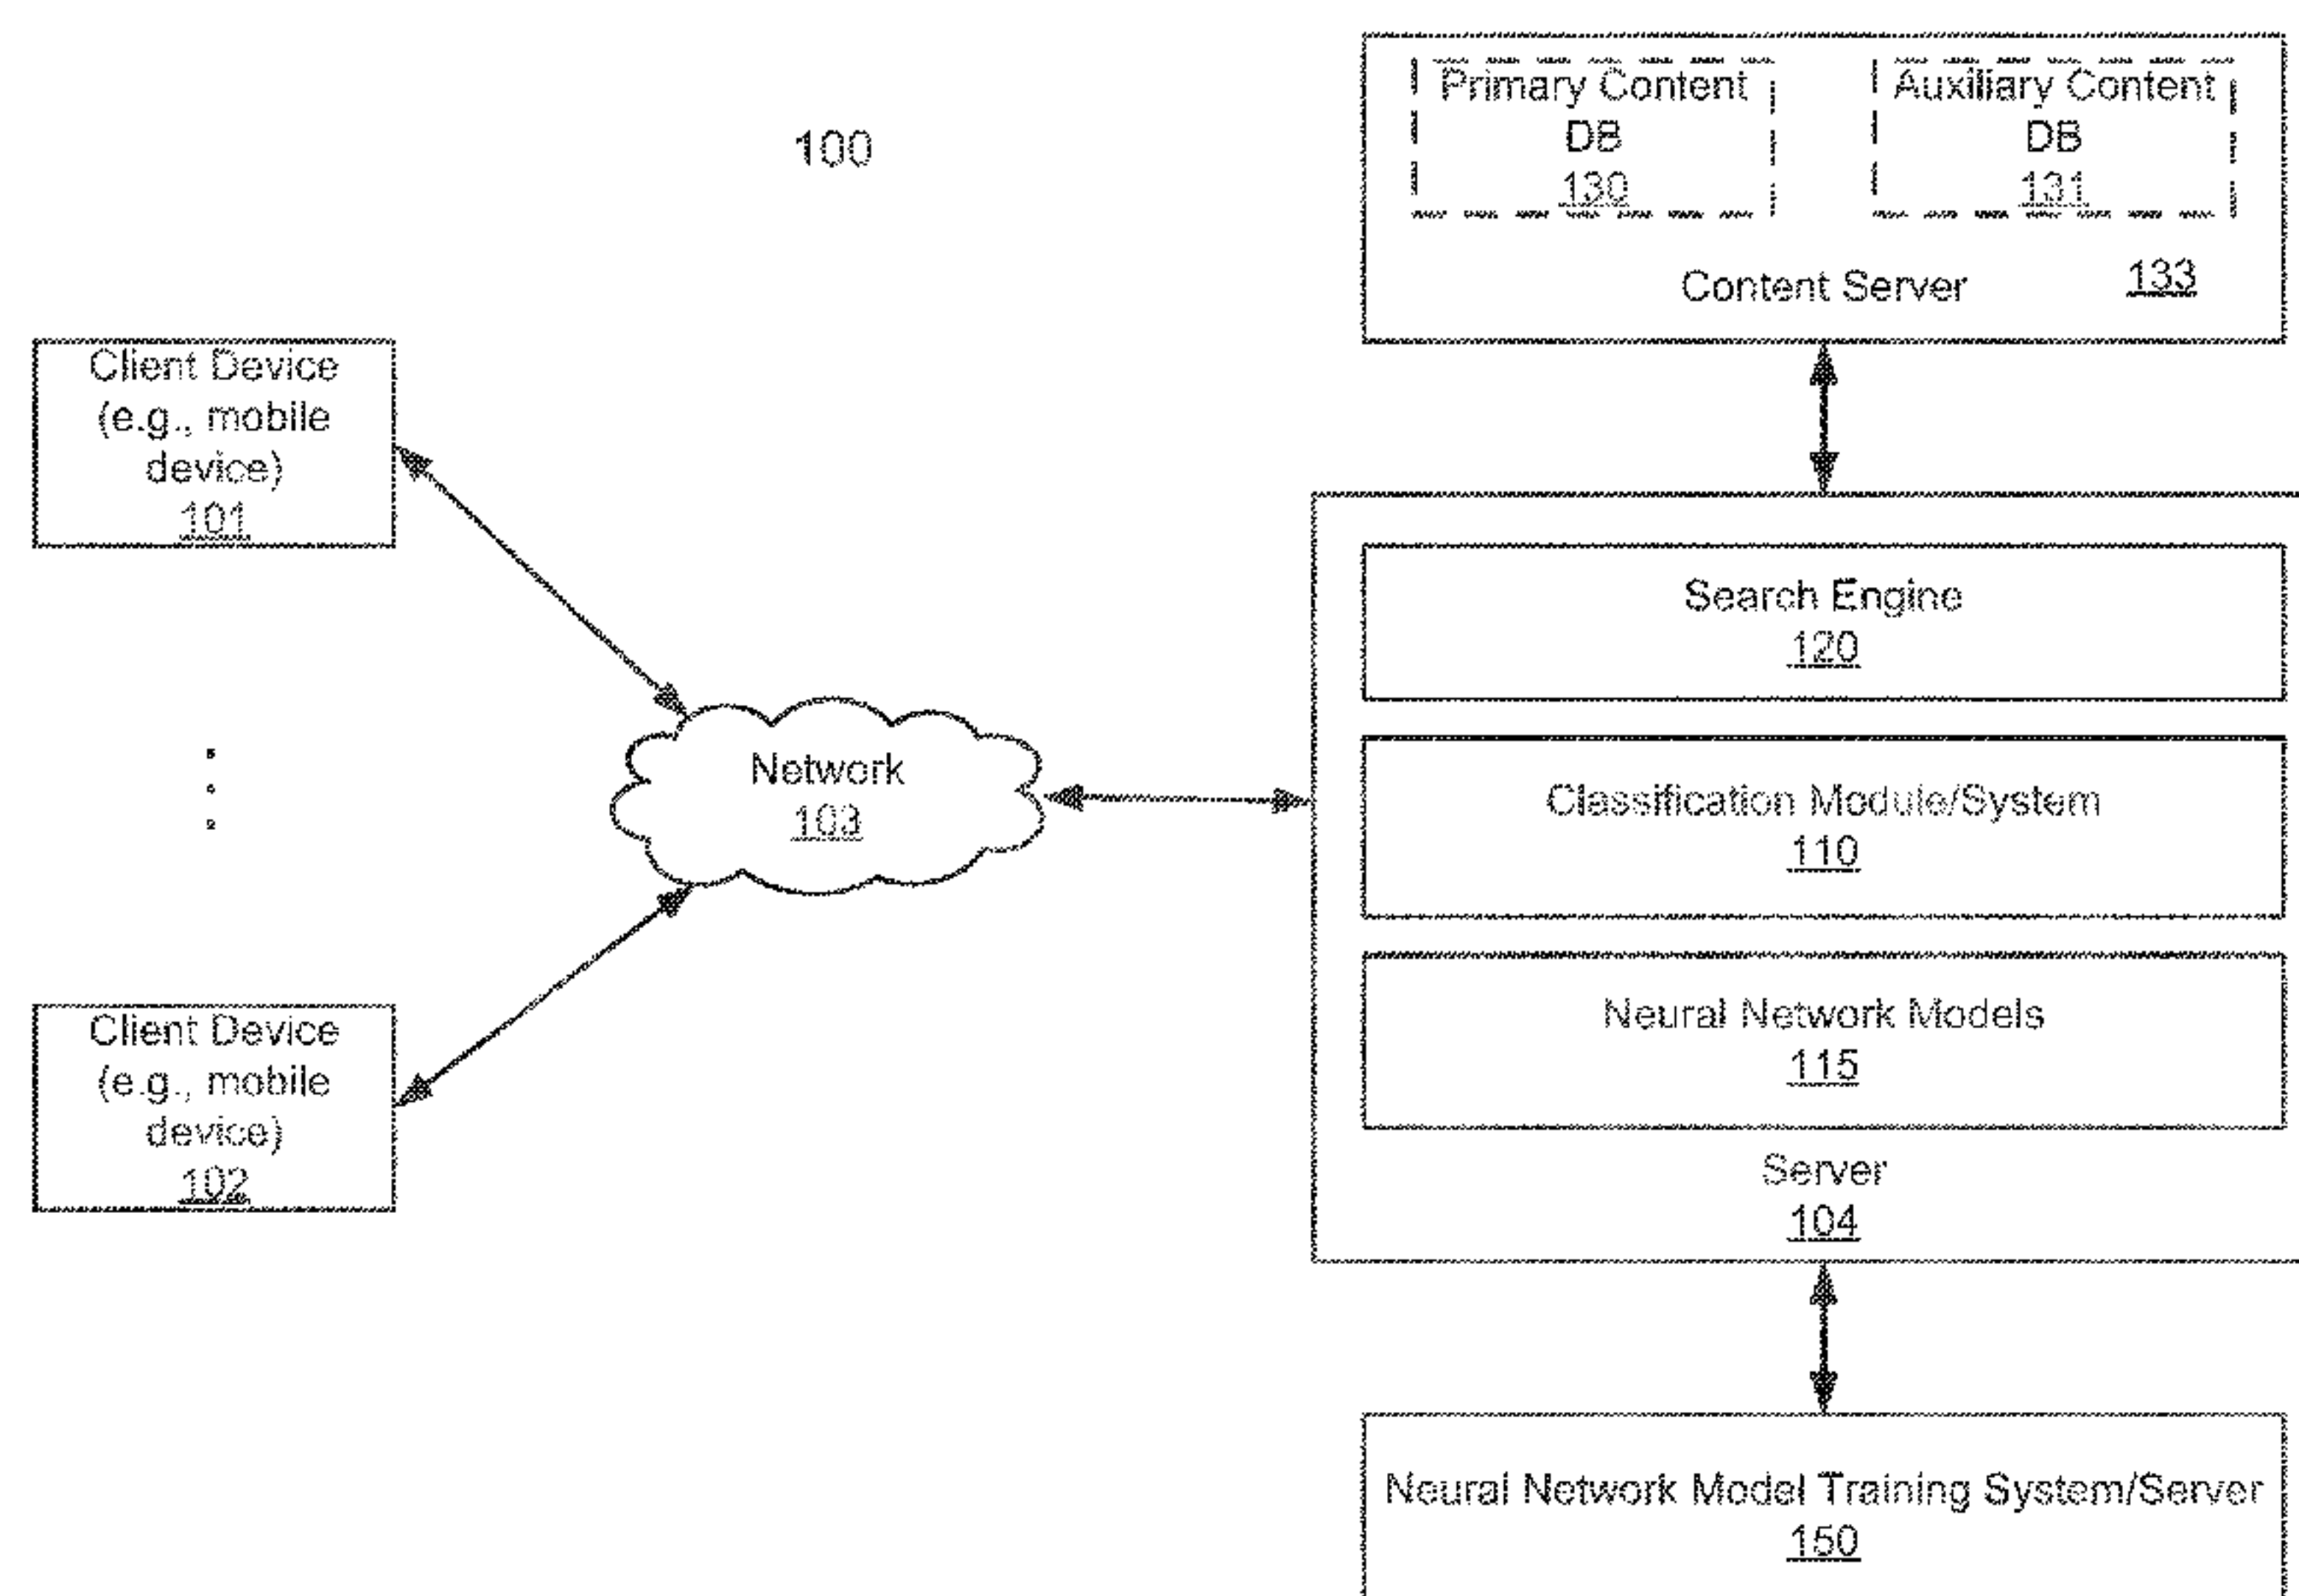 100
Primary Content
DB
130
Auxiliary Content
DB
131
Content Server
133
Client Device
(e.g., mobile
device)
101
Search Engine
120
Network
103
Classification Module/System
110
Client Device
(e.g., mobile
device)
102
Neural Network Models
115
Server
104
Neural Network Model Training System/Server
150